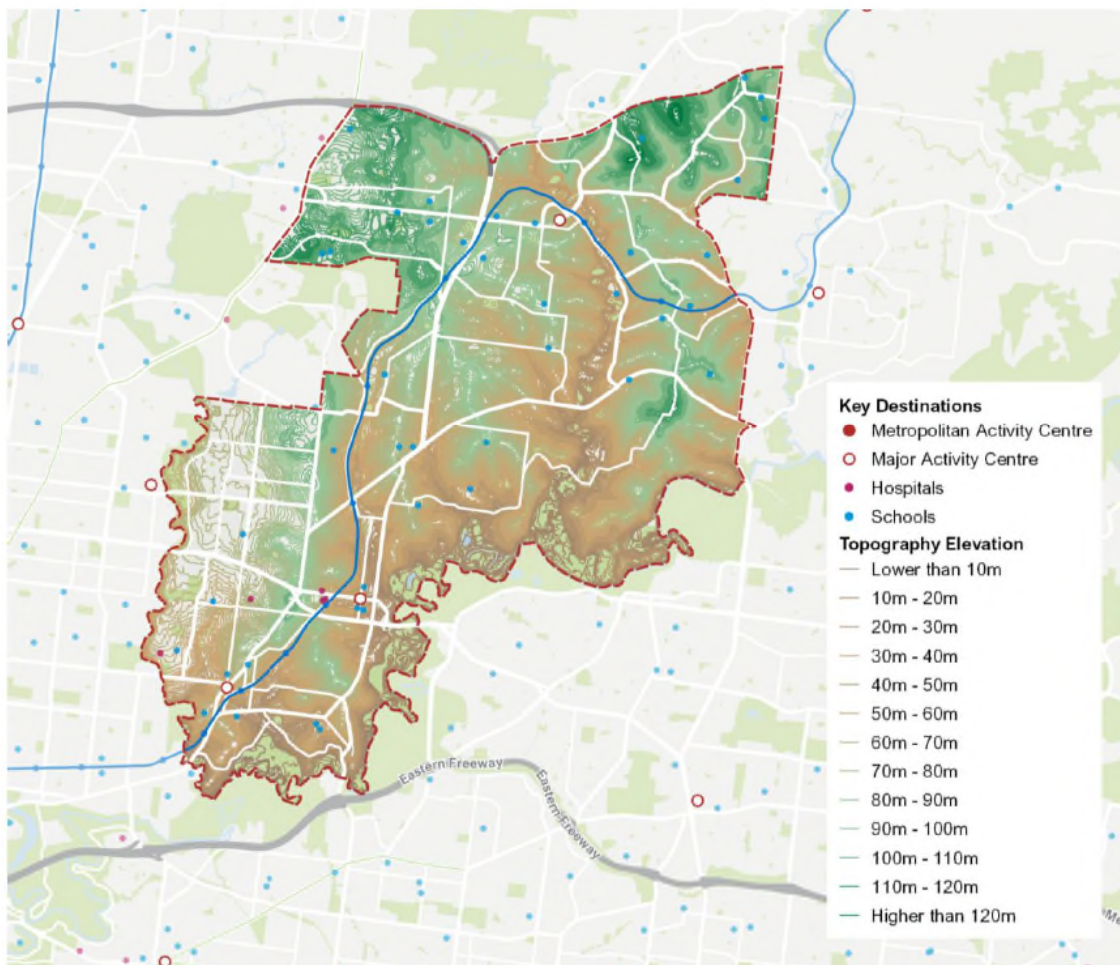 Key Destinations
Metropolitan Activity Centre
Major Activity Centre
Hospitals
Schools
Topography Elevation
Lower than 10m
10m - 20m
20m - 30m
30m - 40m
40m - 50m
50m - 60m
60m - 70m
70m - 80m
80m - 90m
90m - 100m
100m - 110m
110m - 120m
Higher than 120m
Eastern Freeway
Eastern Freeway